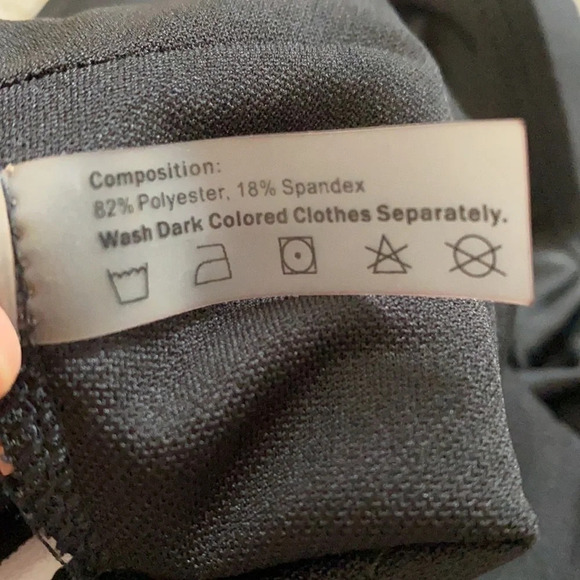 Composition:
82% Polyester, 18% Spandex
Wash Dark Colored Clothes Separately.